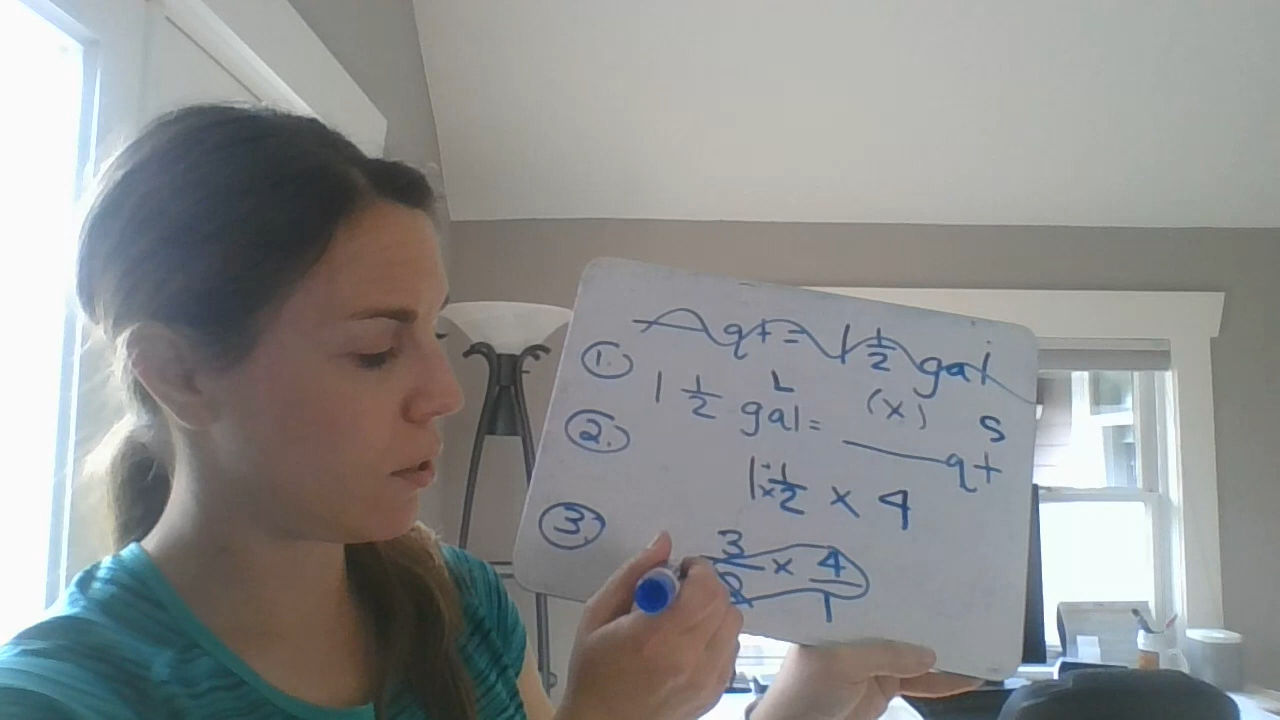 A qt = 1 1/2 gal
1.
L (x) S
2. 1 1/2 gal = ____ qt
1 1/2 x 4
3. 3/2 x 4/1